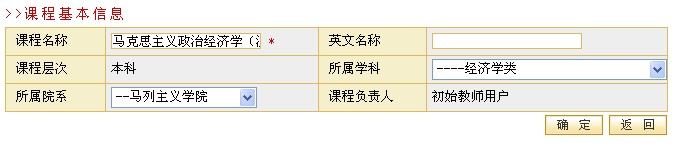 >>课程基本信息
课程名称 马克思主义政治经济学（ * 英文名称
课程层次 本科 所属学科 ----经济学类
所属院系 --马列主义学院 课程负责人 初始教师用户
确 定 返 回